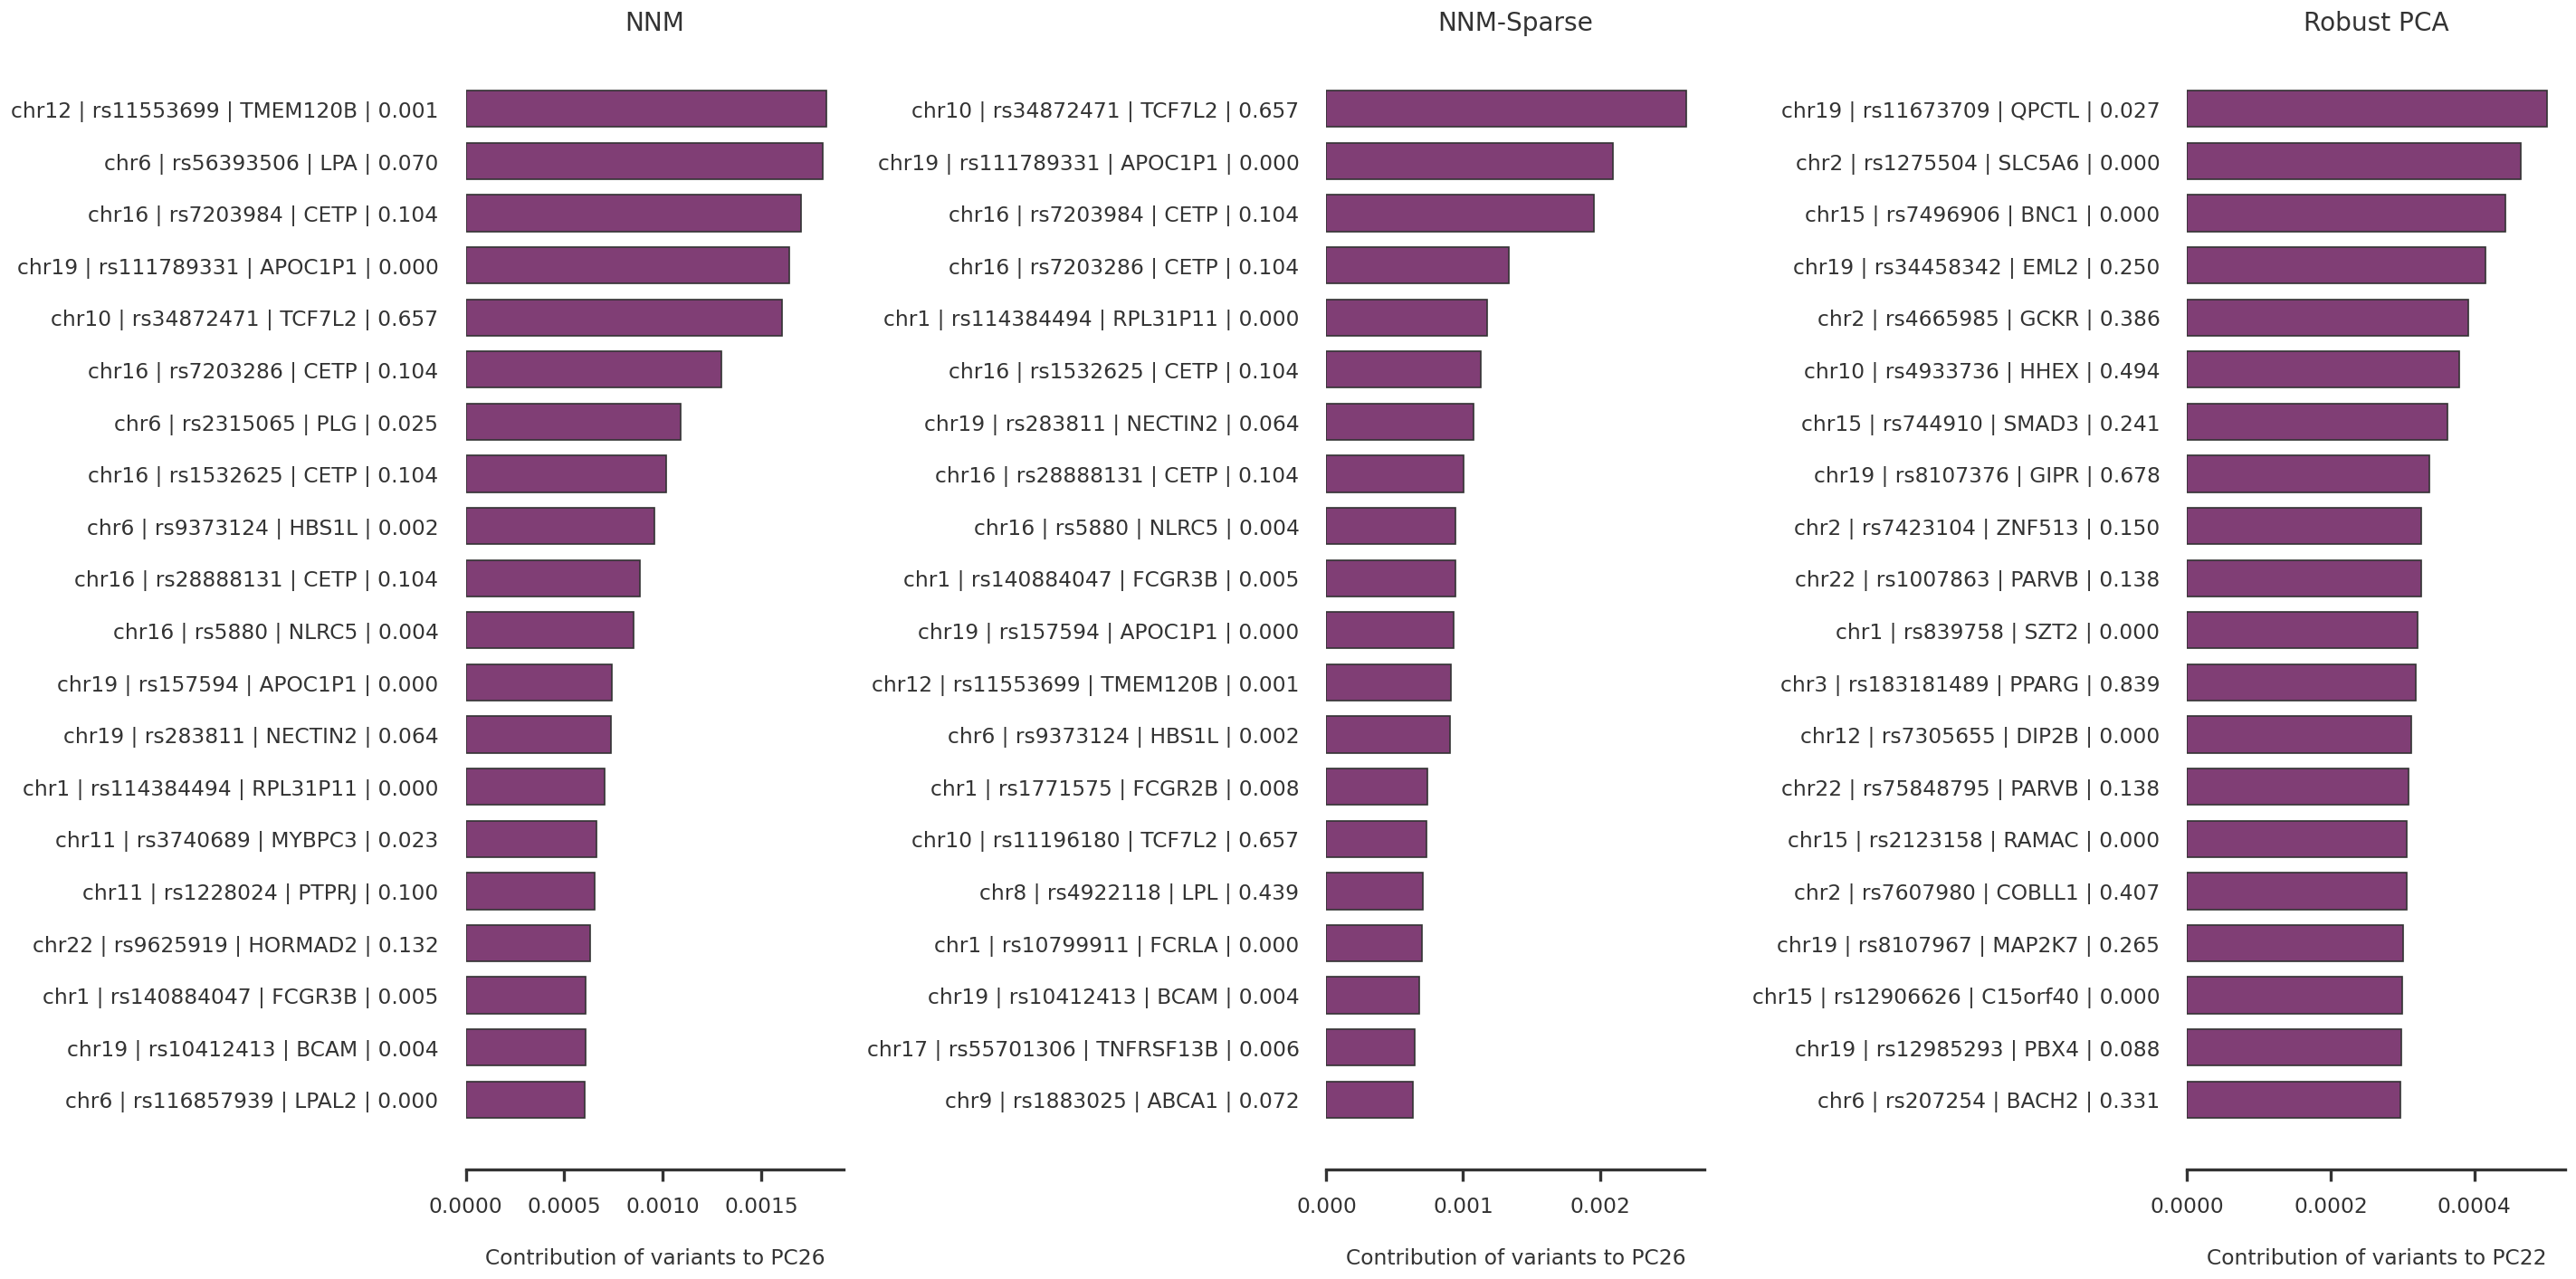 NNM
chr12 | rs11553699 | TMEM120B | 0.001
chr6 | rs56393506 | LPA | 0.070
chr16 | rs7203984 | CETP | 0.104
chr19 | rs111789331 | APOC1P1 | 0.000
chr10 | rs34872471 | TCF7L2 | 0.657
chr16 | rs7203286 | CETP | 0.104
chr6 | rs2315065 | PLG | 0.025
chr16 | rs1532625 | CETP | 0.104
chr6 | rs9373124 | HBS1L | 0.002
chr16 | rs28888131 | CETP | 0.104
chr16 | rs5880 | NLRC5 | 0.004
chr19 | rs157594 | APOC1P1 | 0.000
chr19 | rs283811 | NECTIN2 | 0.064
chr1 | rs114384494 | RPL31P11 | 0.000
chr11 | rs3740689 | MYBPC3 | 0.023
chr11 | rs1228024 | PTPRJ | 0.100
chr22 | rs9625919 | HORMAD2 | 0.132
chr1 | rs140884047 | FCGR3B | 0.005
chr19 | rs10412413 | BCAM | 0.004
chr6 | rs116857939 | LPAL2 | 0.000
0.0000 0.0005 0.0010 0.0015
Contribution of variants to PC26
NNM-Sparse
chr10 | rs34872471 | TCF7L2 | 0.657
chr19 | rs111789331 | APOC1P1 | 0.000
chr16 | rs7203984 | CETP | 0.104
chr16 | rs7203286 | CETP | 0.104
chr1 | rs114384494 | RPL31P11 | 0.000
chr16 | rs1532625 | CETP | 0.104
chr19 | rs283811 | NECTIN2 | 0.064
chr16 | rs28888131 | CETP | 0.104
chr16 | rs5880 | NLRC5 | 0.004
chr1 | rs140884047 | FCGR3B | 0.005
chr19 | rs157594 | APOC1P1 | 0.000
chr12 | rs11553699 | TMEM120B | 0.001
chr6 | rs9373124 | HBS1L | 0.002
chr1 | rs1771575 | FCGR2B | 0.008
chr10 | rs11196180 | TCF7L2 | 0.657
chr8 | rs4922118 | LPL | 0.439
chr1 | rs10799911 | FCRLA | 0.000
chr19 | rs10412413 | BCAM | 0.004
chr17 | rs55701306 | TNFRSF13B | 0.006
chr9 | rs1883025 | ABCA1 | 0.072
0.000 0.001 0.002
Contribution of variants to PC26
Robust PCA
chr19 | rs11673709 | QPCTL | 0.027
chr2 | rs1275504 | SLC5A6 | 0.000
chr15 | rs7496906 | BNC1 | 0.000
chr19 | rs34458342 | EML2 | 0.250
chr2 | rs4665985 | GCKR | 0.386
chr10 | rs4933736 | HHEX | 0.494
chr15 | rs744910 | SMAD3 | 0.241
chr19 | rs8107376 | GIPR | 0.678
chr2 | rs7423104 | ZNF513 | 0.150
chr22 | rs1007863 | PARVB | 0.138
chr1 | rs839758 | SZT2 | 0.000
chr3 | rs183181489 | PPARG | 0.839
chr12 | rs7305655 | DIP2B | 0.000
chr22 | rs75848795 | PARVB | 0.138
chr15 | rs2123158 | RAMAC | 0.000
chr2 | rs7607980 | COBLL1 | 0.407
chr19 | rs8107967 | MAP2K7 | 0.265
chr15 | rs12906626 | C15orf40 | 0.000
chr19 | rs12985293 | PBX4 | 0.088
chr6 | rs207254 | BACH2 | 0.331
0.0000 0.0002 0.0004
Contribution of variants to PC22